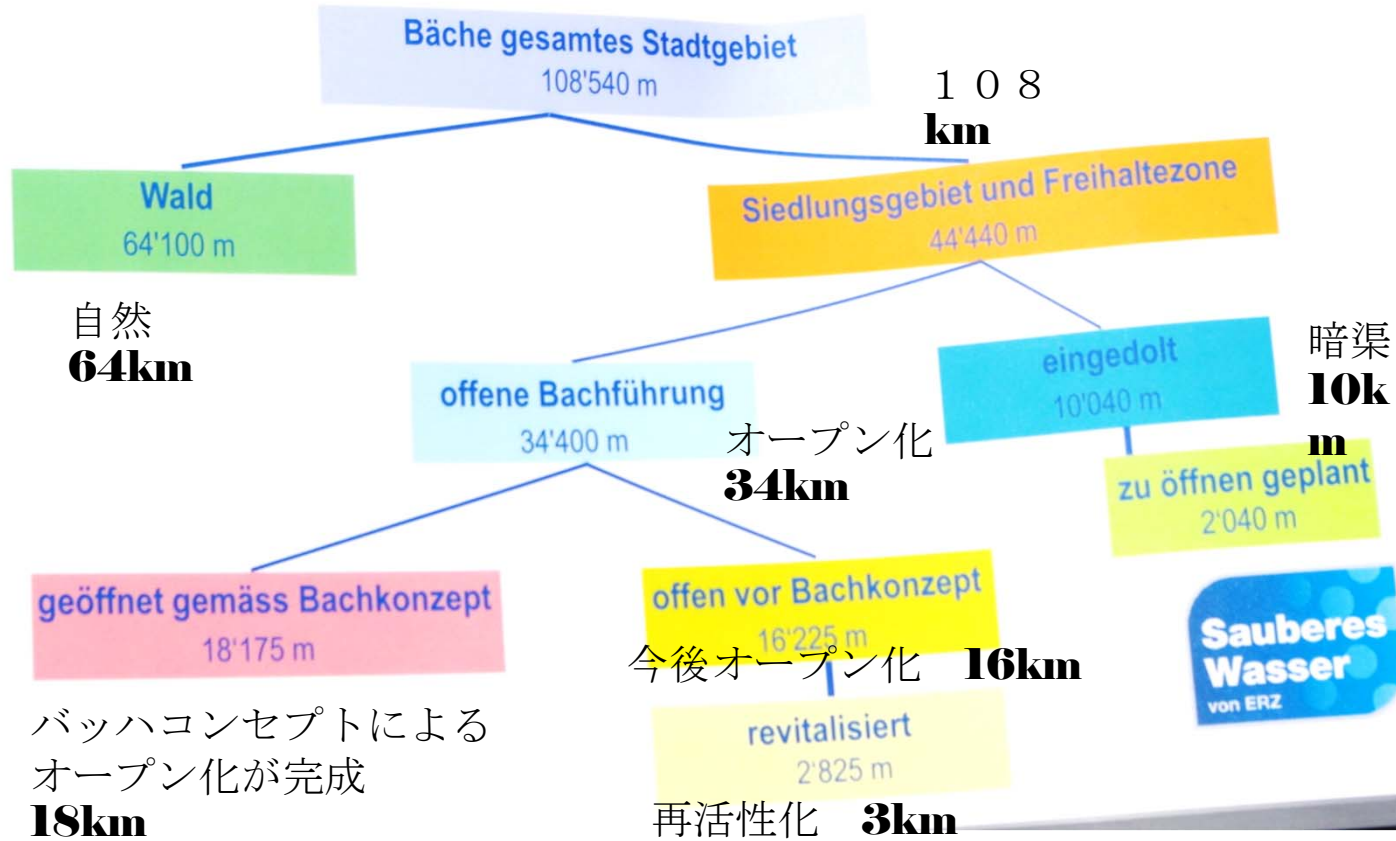 Bäche gesamtes Stadtgebiet
108'540 m
１０８
km
Wald
64'100 m
Siedlungsgebiet und Freihaltezone
44'440 m
自然
64km
offene Bachführung
34'400 m
オープン化
34km
eingedolt
10'040 m
暗渠
10k
m
zu öffnen geplant
2'040 m
geöffnet gemäss Bachkonzept
18'175 m
offen vor Bachkonzept
16'225 m
今後オープン化 16km
バッハコンセプトによる
オープン化が完成
18km
revitalisiert
2'825 m
再活性化 3km
Sauberes
Wasser
von ERZ